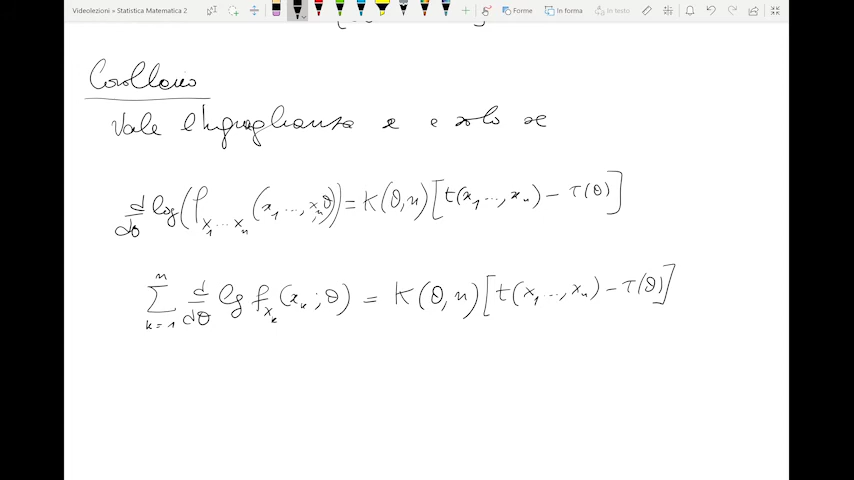 Videolezioni » Statistica Matematica 2
Forme
In forma
In testo
Corollario
Vale l'uguaglianza se e solo se
d/dθ log(f_{X_1...X_n}(x_1...,x_n;θ)) = K(θ,n)[t(x_1...,x_n) - τ(θ)]
∑_{k=1}^{n} d/dθ lg f_{X_k}(x_k;θ) = K(θ,n)[t(x_1...,x_n) - τ(θ)]